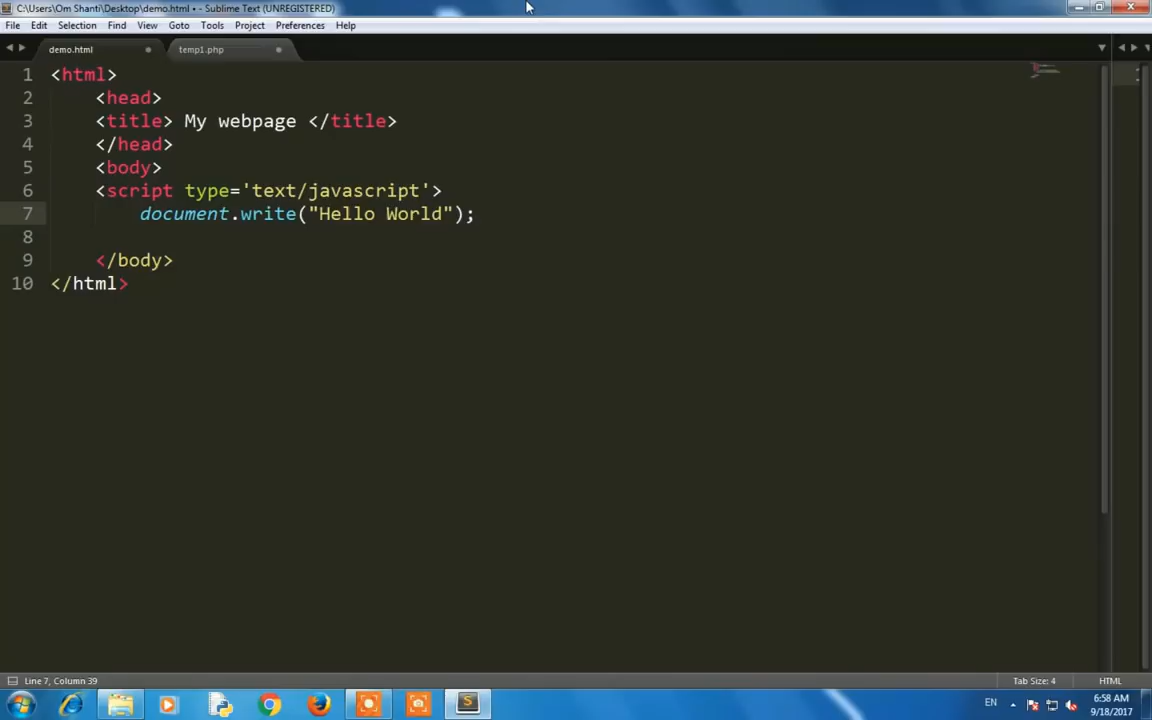 C:\Users\Om Shanti\Desktop\demo.html • - Sublime Text (UNREGISTERED)
File Edit Selection Find View Goto Tools Project Preferences Help
demo.html temp1.php
1 <html>
2 <head>
3 <title> My webpage </title>
4 </head>
5 <body>
6 <script type='text/javascript'>
7 document.write("Hello World");
8
9 </body>
10 </html>
Line 7, Column 39 Tab Size: 4 HTML
EN 6:58 AM
9/18/2017